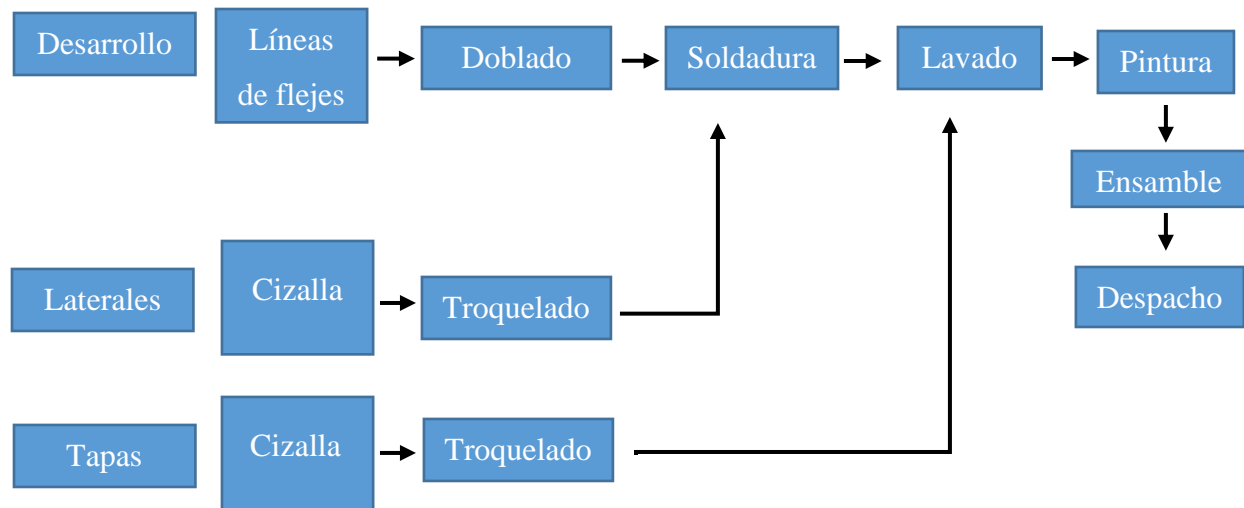 Desarrollo
Líneas
de flejes
Doblado
Soldadura
Lavado
Pintura
Ensamble
Despacho
Laterales
Cizalla
Troquelado
Tapas
Cizalla
Troquelado